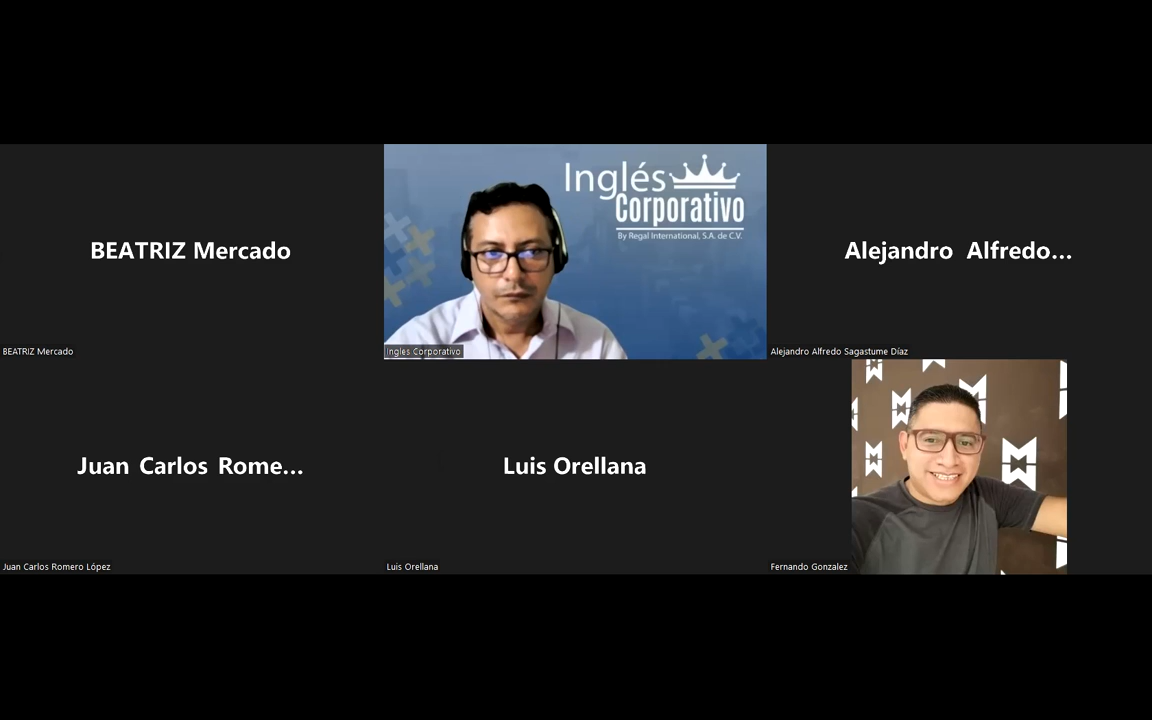 BEATRIZ Mercado
BEATRIZ Mercado
Inglés
Corporativo
By Regal International, S.A. de C.V.
Ingles Corporativo
Alejandro Alfredo...
Alejandro Alfredo Sagastume Díaz
Juan Carlos Rome...
Juan Carlos Romero López
Luis Orellana
Luis Orellana
Fernando Gonzalez